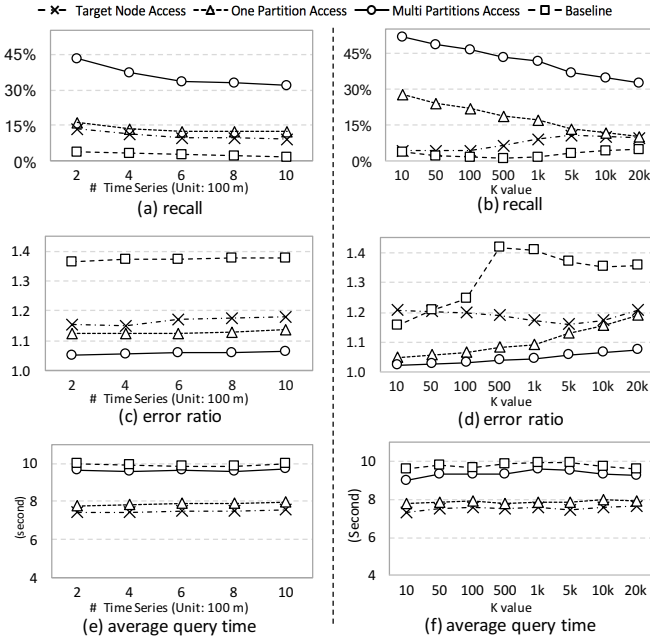 Target Node Access One Partition Access Multi Partitions Access Baseline
45%
30%
15%
0%
2 4 6 8 10
# Time Series (Unit: 100 m)
(a) recall
45%
30%
15%
0%
10 50 100 500 1k 5k 10k 20k
K value
(b) recall
1.4
1.3
1.2
1.1
1.0
2 4 6 8 10
# Time Series (Unit: 100 m)
(c) error ratio
1.4
1.3
1.2
1.1
1.0
10 50 100 500 1k 5k 10k 20k
K value
(d) error ratio
10
8
6
4
(second)
2 4 6 8 10
# Time Series (Unit: 100 m)
(e) average query time
10
8
6
4
(Second)
10 50 100 500 1k 5k 10k 20k
K value
(f) average query time